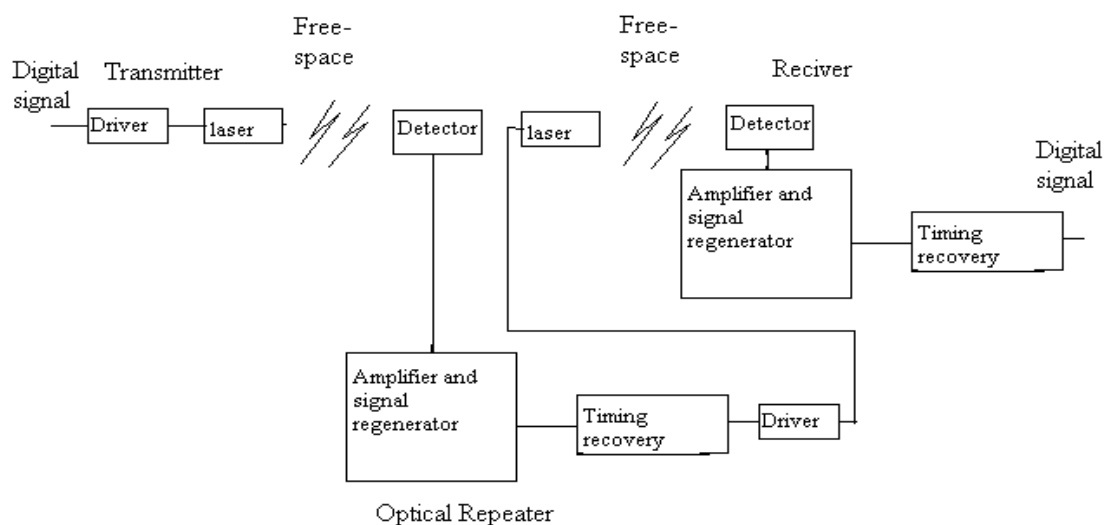 Free-
space
Free-
space
Digital
signal
Transmitter
Reciver
Driver
laser
Detector
laser
Detector
Digital
signal
Amplifier and
signal
regenerator
Timing
recovery
Amplifier and
signal
regenerator
Timing
recovery
Driver
Optical Repeater